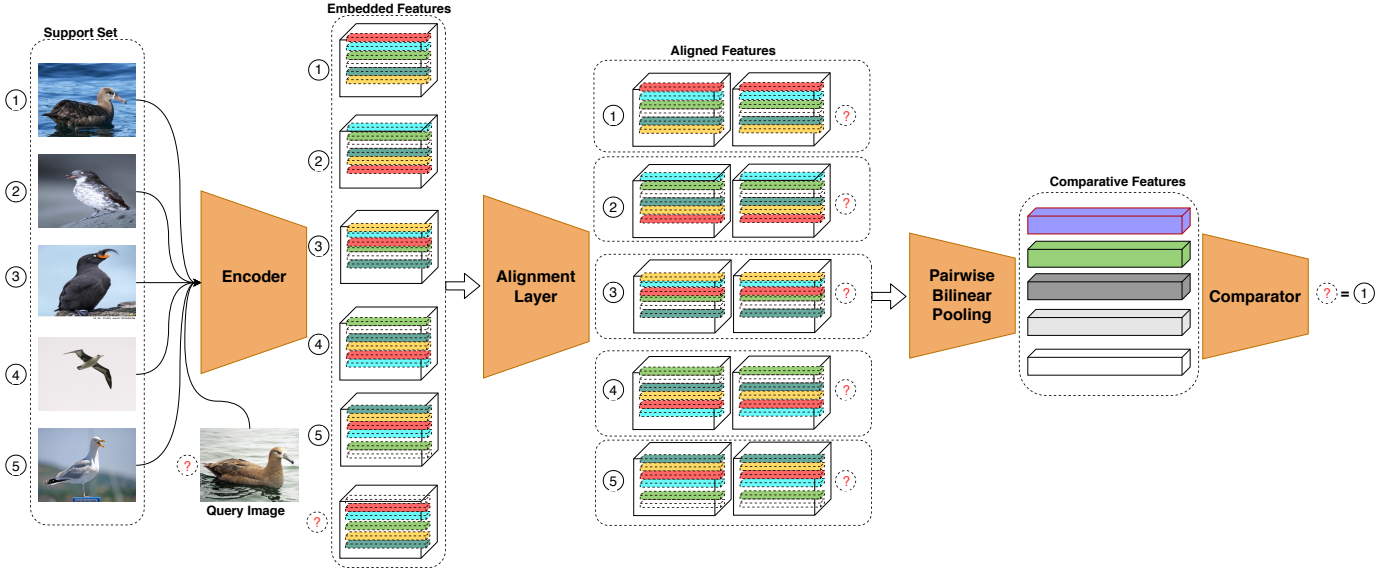 Support Set
1
2
3
4
5
?
Query Image
Encoder
Embedded Features
1
2
3
4
5
?
Alignment
Layer
Aligned Features
1 ?
2 ?
3 ?
4 ?
5 ?
Pairwise
Bilinear
Pooling
Comparative Features
Comparator
? = 1